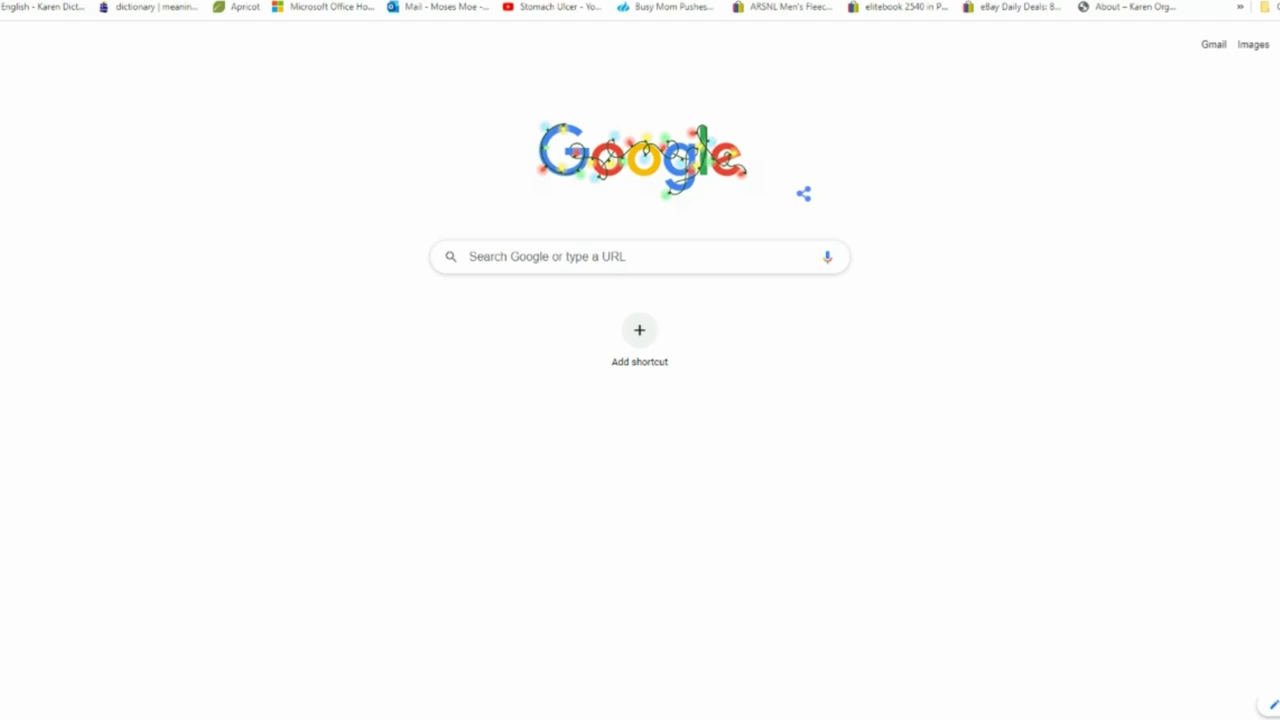 English - Karen Dict... dictionary | meanin... Apricot Microsoft Office Ho... Mail - Moses Moe -... Stomach Ulcer - Yo... Busy Mom Pushes... ARSNL Men's Fleec... elitebook 2540 in P... eBay Daily Deals: B... About – Karen Org... »
Gmail Images
Google
Search Google or type a URL
Add shortcut